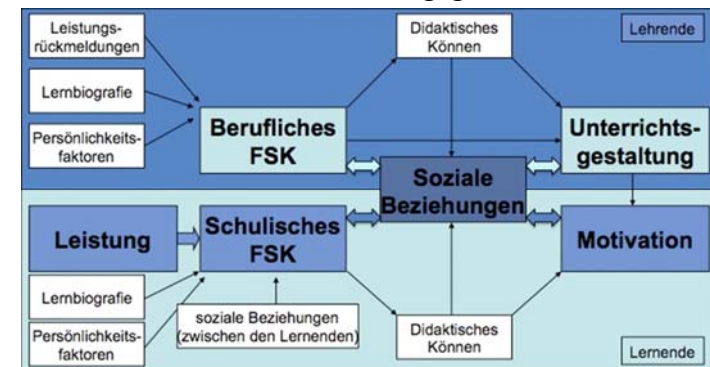 Leistungs-
rückmeldungen
Didaktisches
Können
Lehrende
Lernbiografie
Persönlichkeits-
faktoren
Berufliches
FSK
Unterrichts-
gestaltung
Soziale
Beziehungen
Leistung
Schulisches
FSK
Motivation
Lernbiografie
Persönlichkeits-
faktoren
soziale Beziehungen
(zwischen den Lernenden)
Didaktisches
Können
Lernende